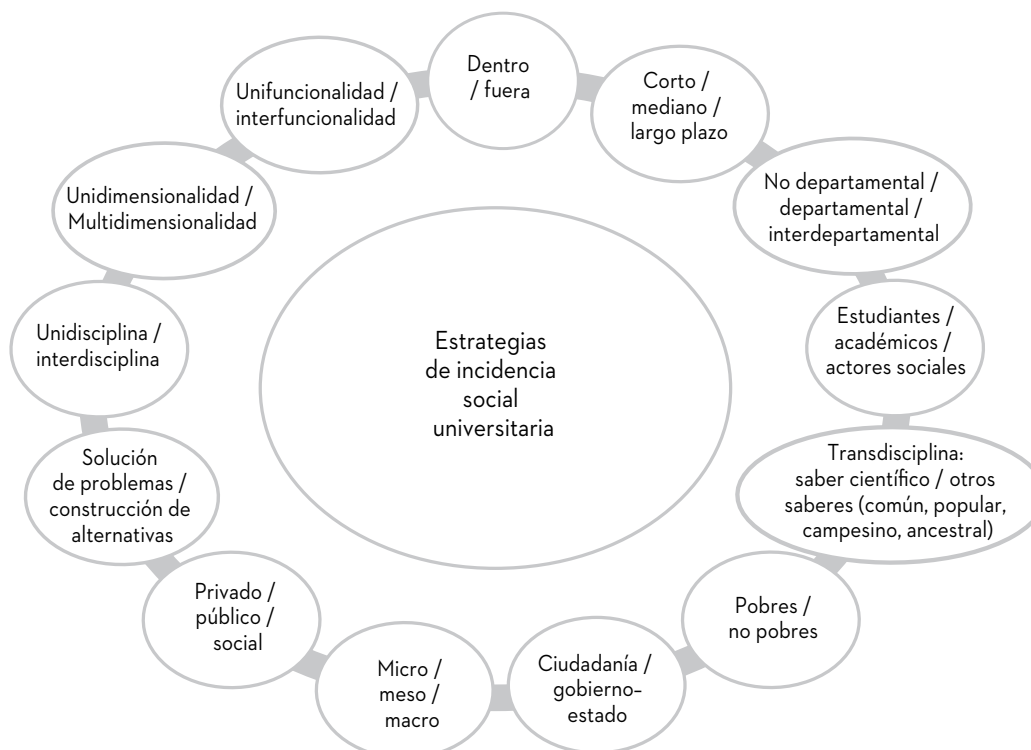 Dentro
/ fuera
Corto /
mediano /
largo plazo
No departamental /
departamental /
interdepartamental
Estudiantes /
académicos /
actores sociales
Transdisciplina:
saber científico / otros
saberes (común, popular,
campesino, ancestral)
Pobres /
no pobres
Ciudadanía /
gobierno-
estado
Micro /
meso /
macro
Privado /
público /
social
Solución
de problemas /
construcción de
alternativas
Unidisciplina /
interdisciplina
Unidimensionalidad /
Multidimensionalidad
Unifuncionalidad /
interfuncionalidad
Estrategias
de incidencia
social
universitaria